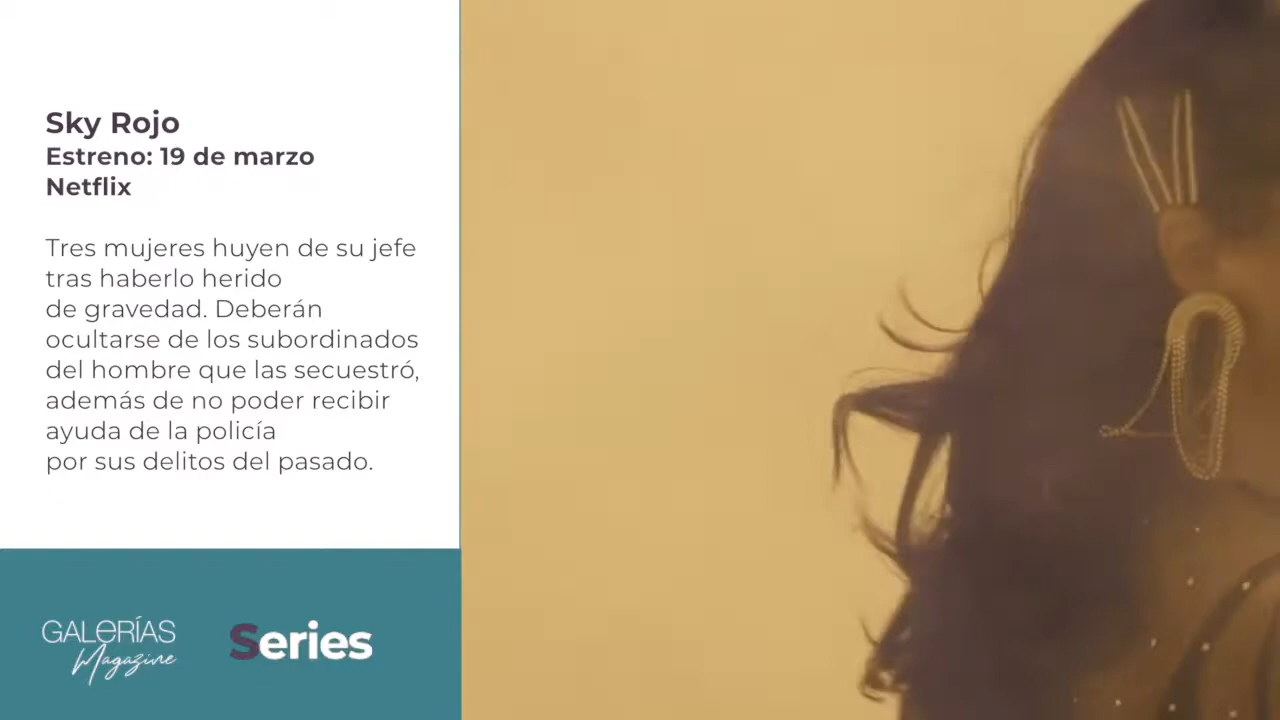 Sky Rojo
Estreno: 19 de marzo
Netflix
Tres mujeres huyen de su jefe
tras haberlo herido
de gravedad. Deberán
ocultarse de los subordinados
del hombre que las secuestró,
además de no poder recibir
ayuda de la policía
por sus delitos del pasado.
GALERÍAS
Magazine
Series